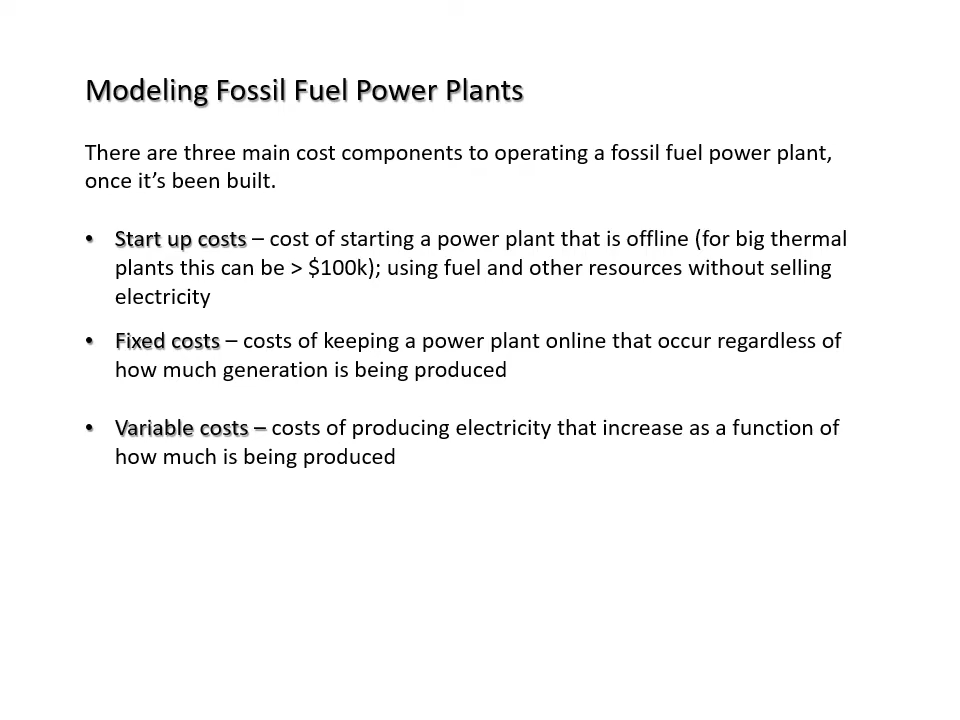 Modeling Fossil Fuel Power Plants
There are three main cost components to operating a fossil fuel power plant,
once it’s been built.
• Start up costs – cost of starting a power plant that is offline (for big thermal
plants this can be > $100k); using fuel and other resources without selling
electricity
• Fixed costs – costs of keeping a power plant online that occur regardless of
how much generation is being produced
• Variable costs – costs of producing electricity that increase as a function of
how much is being produced